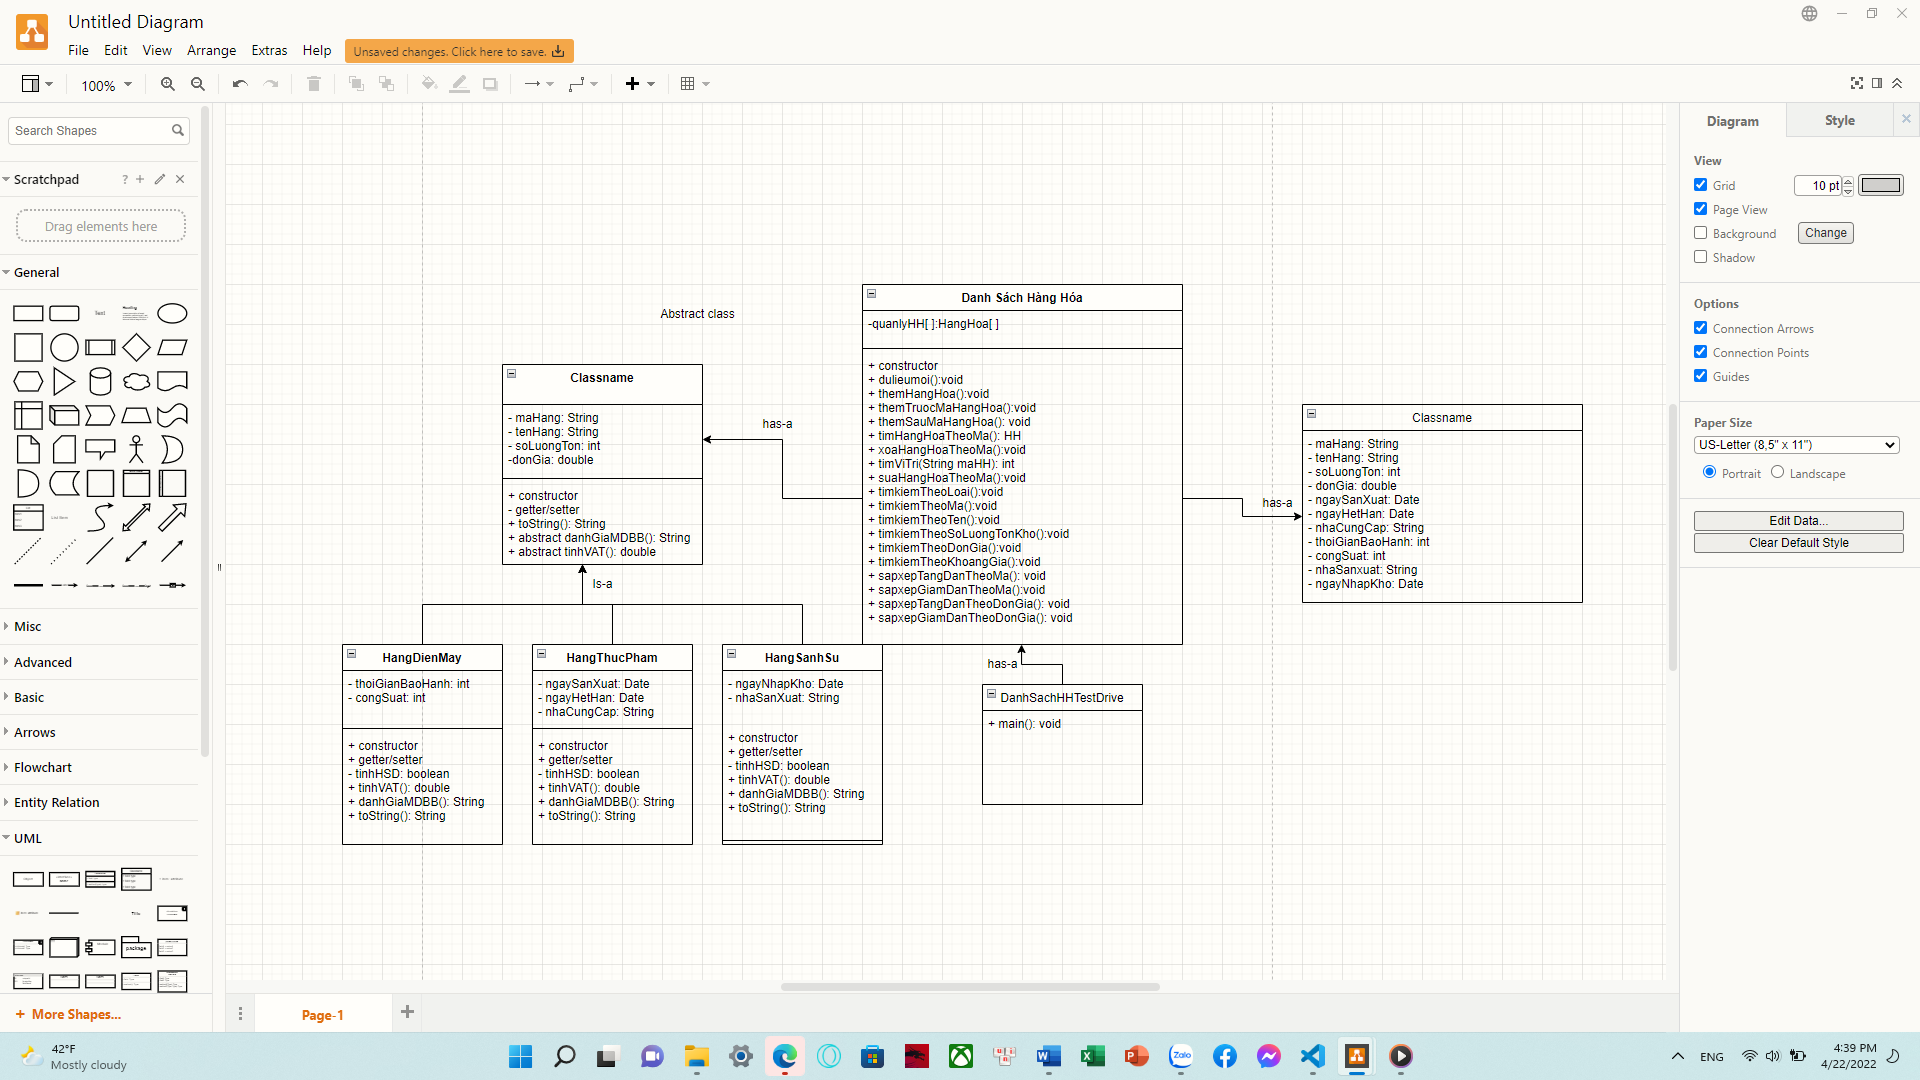 Untitled Diagram
File Edit View Arrange Extras Help Unsaved changes. Click here to save.
100%
Search Shapes
Scratchpad
?
Drag elements here
General
Text
Heading
Misc
Advanced
Basic
Arrows
Flowchart
Entity Relation
UML
Title
package
+ More Shapes...
Abstract class
Classname
- maHang: String
- tenHang: String
- soLuongTon: int
-donGia: double
+ constructor
- getter/setter
+ toString(): String
+ abstract danhGiaMDBB(): String
+ abstract tinhVAT(): double
has-a
Is-a
Danh Sách Hàng Hóa
-quanlyHH[ ]:HangHoa[ ]
+ constructor
+ dulieumoi():void
+ themHangHoa():void
+ themTruocMaHangHoa():void
+ themSauMaHangHoa(): void
+ timHangHoaTheoMa(): HH
+ xoaHangHoaTheoMa():void
+ timViTri(String maHH): int
+ suaHangHoaTheoMa():void
+ timkiemTheoLoai():void
+ timkiemTheoMa():void
+ timkiemTheoTen():void
+ timkiemTheoSoLuongTonKho():void
+ timkiemTheoDonGia():void
+ timkiemTheoKhoangGia():void
+ sapxepTangDanTheoMa(): void
+ sapxepGiamDanTheoMa(): void
+ sapxepTangDanTheoDonGia(): void
+ sapxepGiamDanTheoDonGia(): void
has-a
Classname
- maHang: String
- tenHang: String
- soLuongTon: int
- donGia: double
- ngaySanXuat: Date
- ngayHetHan: Date
- nhaCungCap: String
- thoiGianBaoHanh: int
- congSuat: int
- nhaSanxuat: String
- ngayNhapKho: Date
HangDienMay
- thoiGianBaoHanh: int
- congSuat: int
+ constructor
+ getter/setter
- tinhHSD: boolean
+ tinhVAT(): double
+ danhGiaMDBB(): String
+ toString(): String
HangThucPham
- ngaySanXuat: Date
- ngayHetHan: Date
- nhaCungCap: String
+ constructor
+ getter/setter
- tinhHSD: boolean
+ tinhVAT(): double
+ danhGiaMDBB(): String
+ toString(): String
HangSanhSu
- ngayNhapKho: Date
- nhaSanXuat: String
+ constructor
+ getter/setter
- tinhHSD: boolean
+ tinhVAT(): double
+ danhGiaMDBB(): String
+ toString(): String
has-a
DanhSachHHTestDrive
+ main(): void
Diagram Style
View
Grid 10 pt
Page View
Background Change
Shadow
Options
Connection Arrows
Connection Points
Guides
Paper Size
US-Letter (8,5" x 11")
Portrait Landscape
Edit Data...
Clear Default Style
Page-1
42°F
Mostly cloudy
Zalo
ENG
4:39 PM
4/22/2022